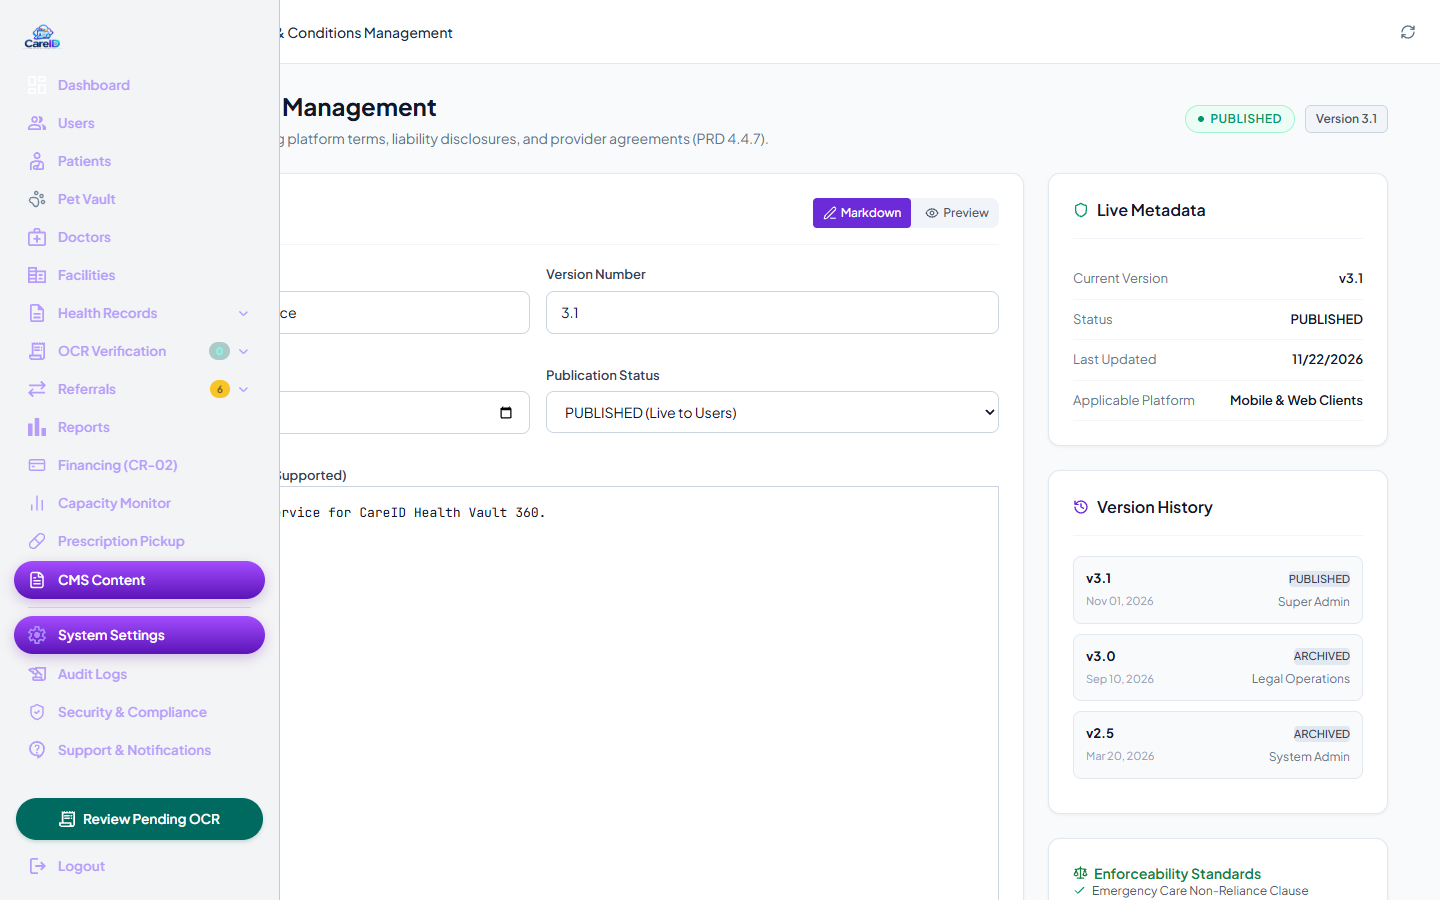 CareID
Dashboard
Users
Patients
Pet Vault
Doctors
Facilities
Health Records
OCR Verification 0
Referrals 6
Reports
Financing (CR-02)
Capacity Monitor
Prescription Pickup
CMS Content
System Settings
Audit Logs
Security & Compliance
Support & Notifications
Review Pending OCR
Logout
& Conditions Management
Management
g platform terms, liability disclosures, and provider agreements (PRD 4.4.7).
PUBLISHED
Version 3.1
Markdown
Preview
Version Number
ce
3.1
Publication Status
PUBLISHED (Live to Users)
Supported)
rvice for CareID Health Vault 360.
Live Metadata
Current Version v3.1
Status PUBLISHED
Last Updated 11/22/2026
Applicable Platform Mobile & Web Clients
Version History
v3.1 PUBLISHED
Nov 01, 2026 Super Admin
v3.0 ARCHIVED
Sep 10, 2026 Legal Operations
v2.5 ARCHIVED
Mar 20, 2026 System Admin
Enforceability Standards
Emergency Care Non-Reliance Clause